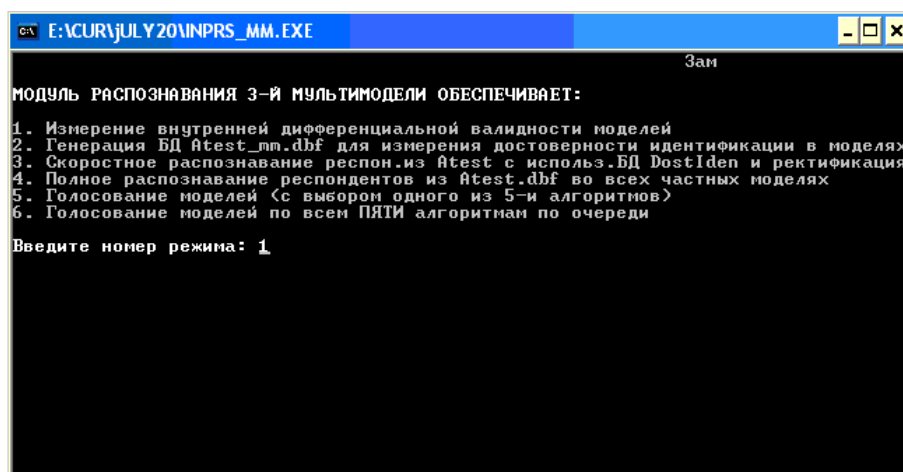 E:\CUR\jULY20\INPRS_MM.EXE
Зам
МОДУЛЬ РАСПОЗНАВАНИЯ 3-Й МУЛЬТИМОДЕЛИ ОБЕСПЕЧИВАЕТ:
1. Измерение внутренней дифференциальной валидности моделей
2. Генерация БД Atest_mm.dbf для измерения достоверности идентификации в моделях
3. Скоростное распознавание респон.из Atest с использ.БД DostIden и ректификация
4. Полное распознавание респондентов из Atest.dbf во всех частных моделях
5. Голосование моделей (с выбором одного из 5-и алгоритмов)
6. Голосование моделей по всем ПЯТИ алгоритмам по очереди
Введите номер режима: 1